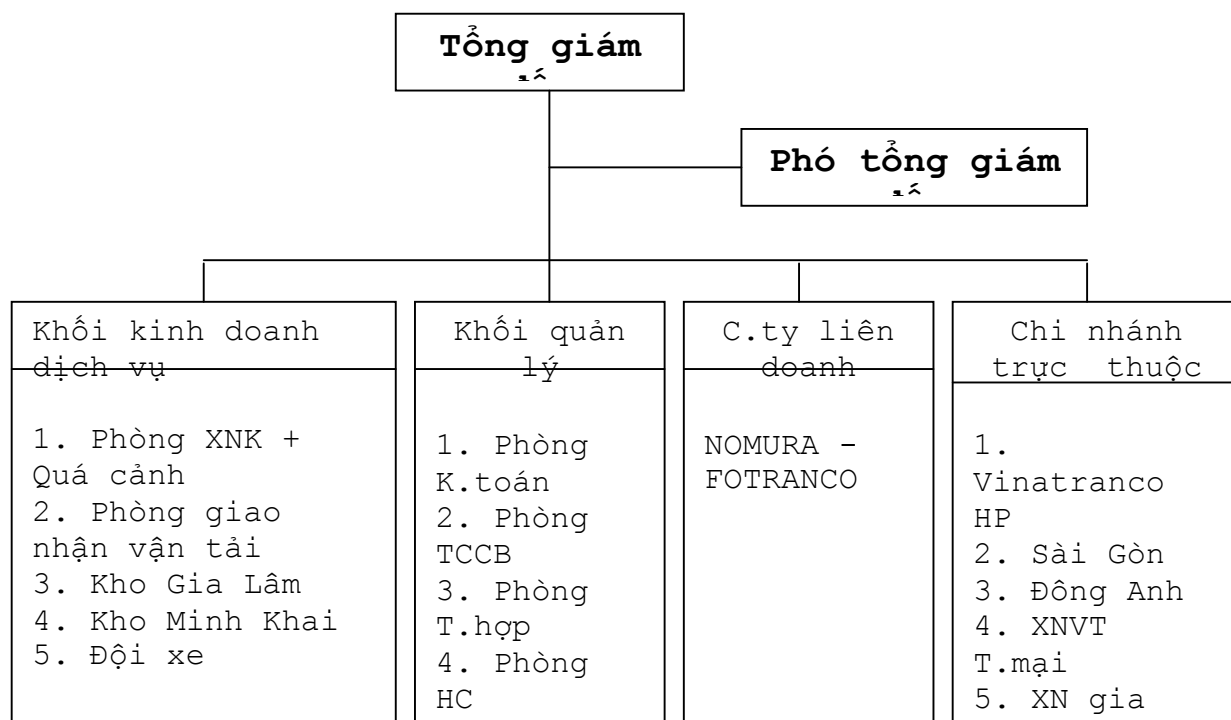 Tổng giám
Phó tổng giám
Khối kinh doanh
dịch vụ
1. Phòng XNK +
Quá cảnh
2. Phòng giao
nhận vận tải
3. Kho Gia Lâm
4. Kho Minh Khai
5. Đội xe
Khối quản
lý
1. Phòng
K.toán
2. Phòng
TCCB
3. Phòng
T.hợp
4. Phòng
HC
C.ty liên
doanh
NOMURA -
FOTRANCO
Chi nhánh
trực thuộc
1.
Vinatranco
HP
2. Sài Gòn
3. Đông Anh
4. XNVT
T.mại
5. XN gia